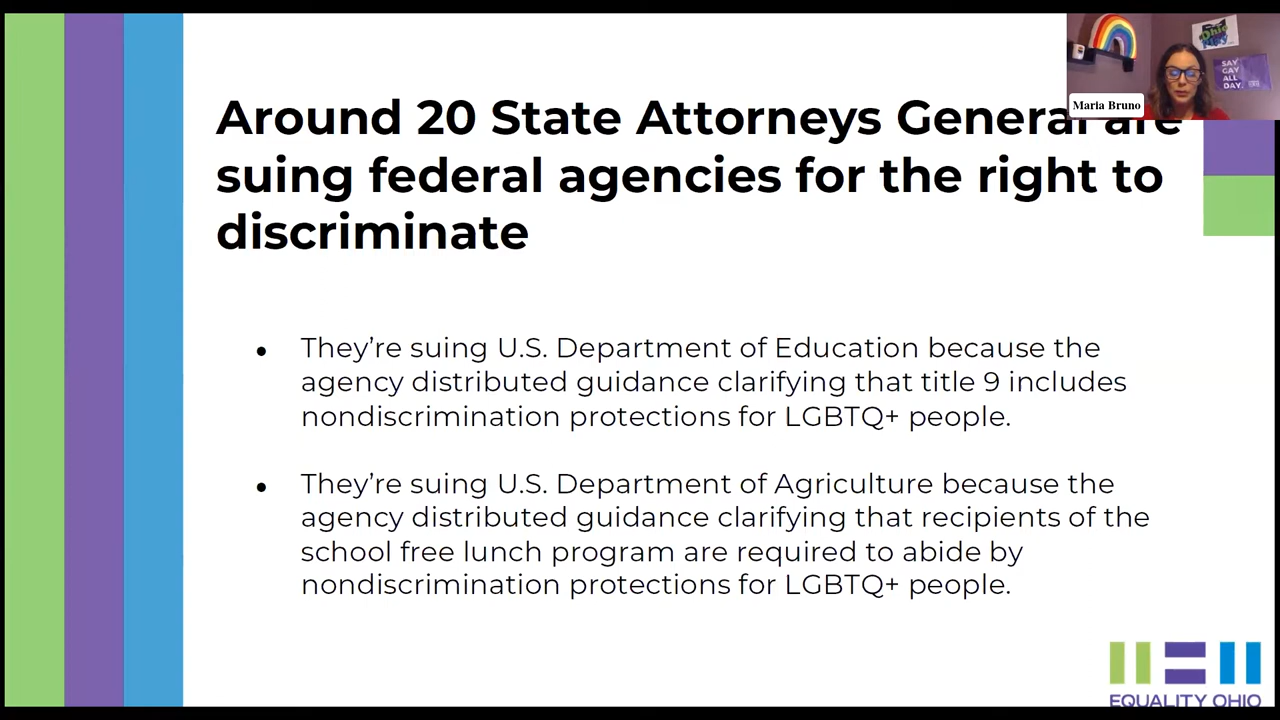 Ohio
SAY
GAY
ALL
DAY.
Maria Bruno
Around 20 State Attorneys General are
suing federal agencies for the right to
discriminate
• They’re suing U.S. Department of Education because the
agency distributed guidance clarifying that title 9 includes
nondiscrimination protections for LGBTQ+ people.
• They’re suing U.S. Department of Agriculture because the
agency distributed guidance clarifying that recipients of the
school free lunch program are required to abide by
nondiscrimination protections for LGBTQ+ people.
EQUALITY OHIO